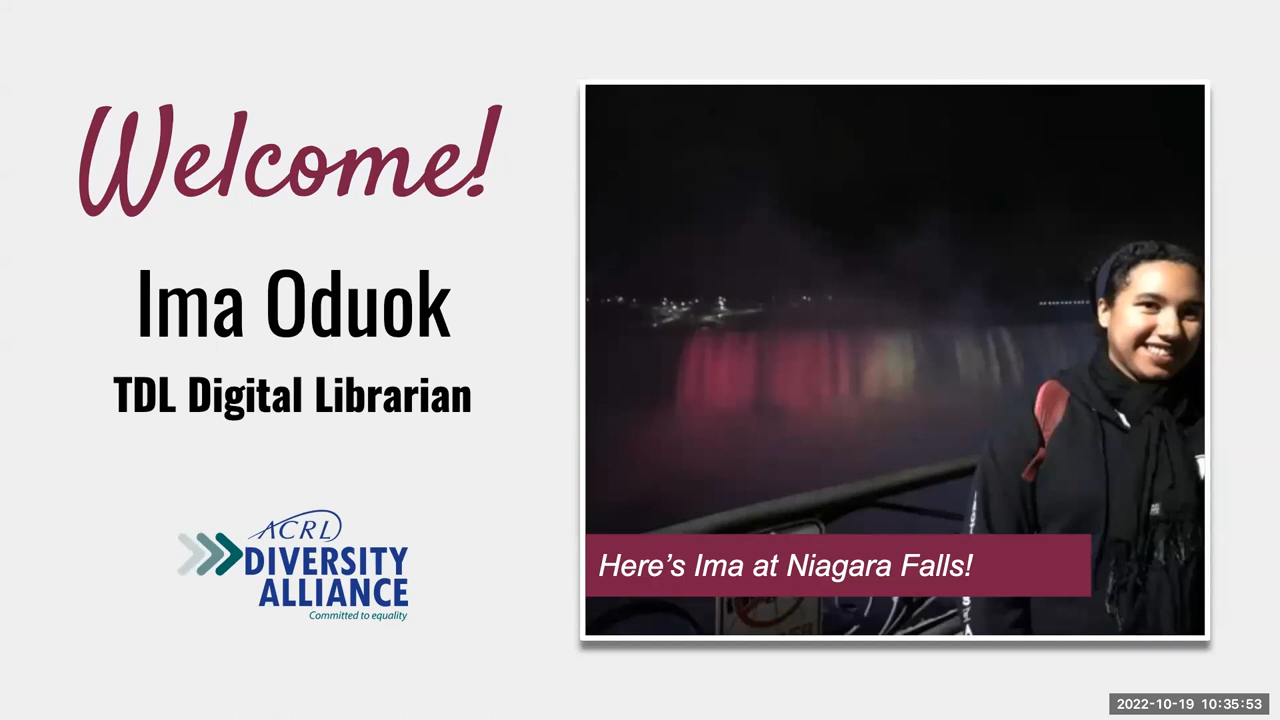 Welcome!
Ima Oduok
TDL Digital Librarian
ACRL
DIVERSITY
ALLIANCE
Committed to equality
Here's Ima at Niagara Falls!
2022-10-19 10:35:53